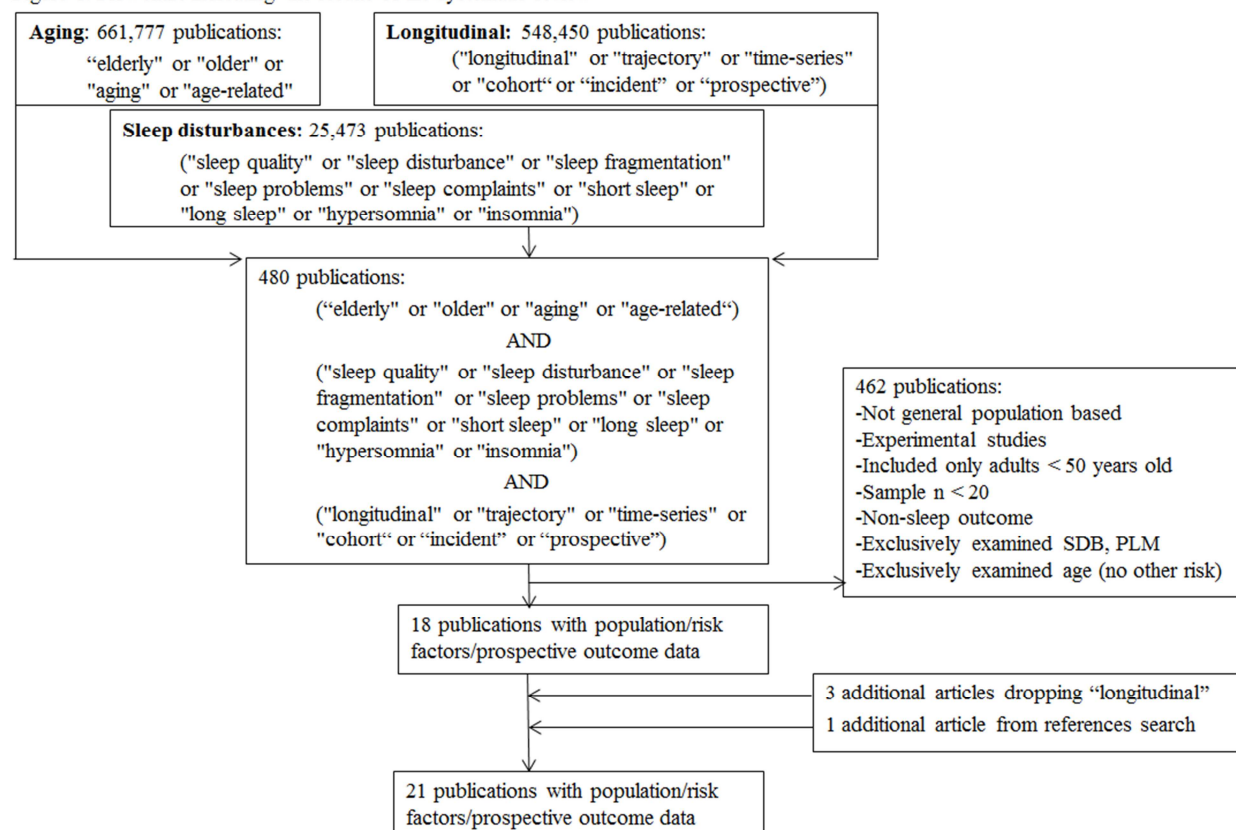 Aging: 661,777 publications:
“elderly" or "older" or
"aging" or "age-related"
Longitudinal: 548,450 publications:
("longitudinal" or "trajectory" or "time-series"
or "cohort“ or “incident” or “prospective”)
Sleep disturbances: 25,473 publications:
("sleep quality" or "sleep disturbance" or "sleep fragmentation"
or "sleep problems" or "sleep complaints" or "short sleep" or
"long sleep" or "hypersomnia" or "insomnia")
480 publications:
(“elderly" or "older" or "aging" or "age-related“)
AND
("sleep quality" or "sleep disturbance" or "sleep
fragmentation" or "sleep problems" or "sleep
complaints" or "short sleep" or "long sleep" or
"hypersomnia" or "insomnia")
AND
("longitudinal" or "trajectory" or "time-series" or
"cohort“ or “incident” or “prospective”)
462 publications:
-Not general population based
-Experimental studies
-Included only adults < 50 years old
-Sample n < 20
-Non-sleep outcome
-Exclusively examined SDB, PLM
-Exclusively examined age (no other risk)
18 publications with population/risk
factors/prospective outcome data
3 additional articles dropping “longitudinal”
1 additional article from references search
21 publications with population/risk
factors/prospective outcome data